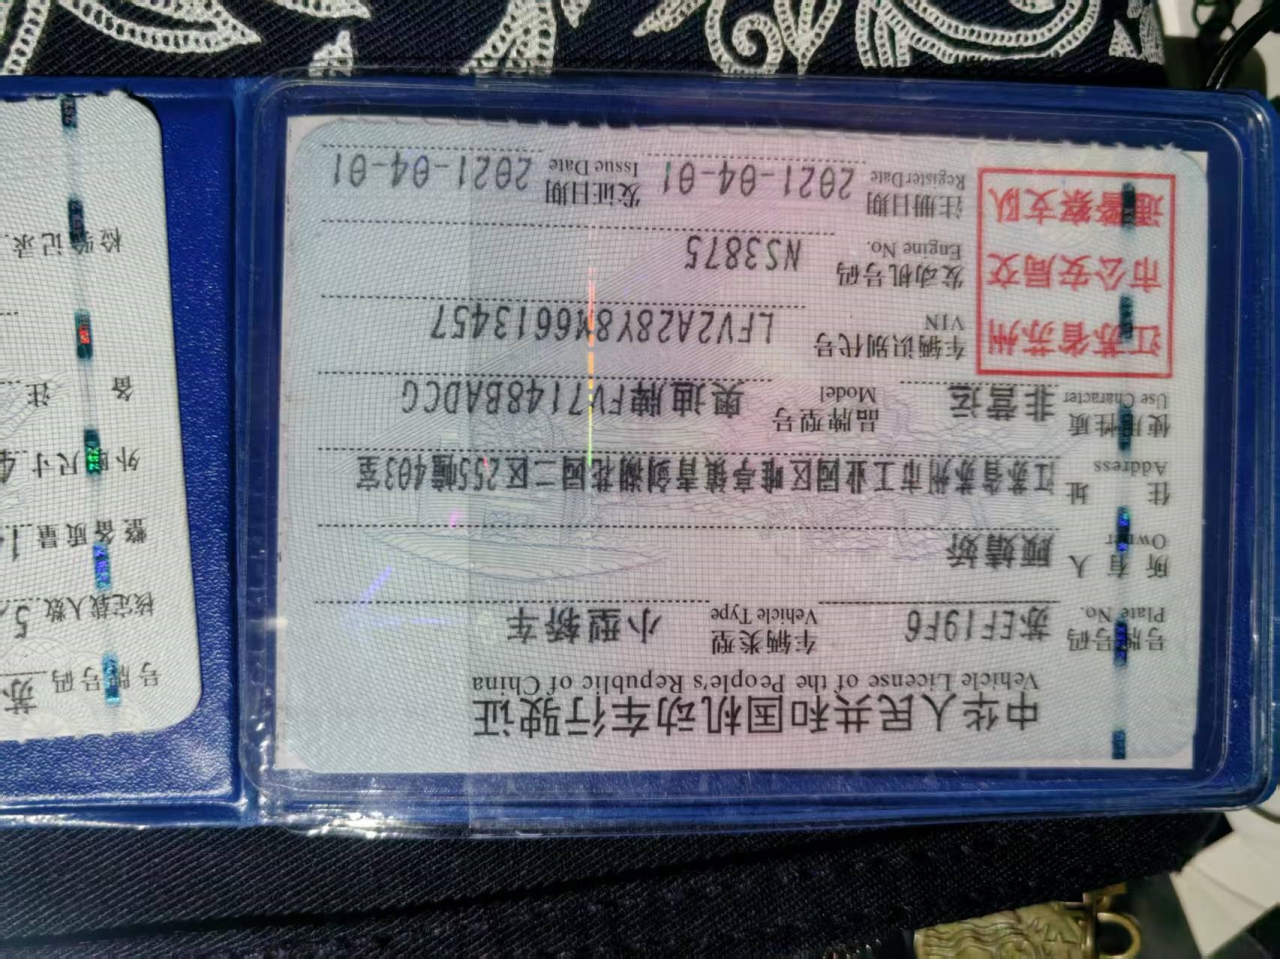 中华人民共和国机动车行驶证
Vehicle License of the People's Republic of China
号牌号码 Plate No. 苏EF19F6 车辆类型 Vehicle Type 小型轿车
所有人 Owner 顾婧娇
住址 Address 江苏省苏州市工业园区唯亭镇青剑湖花园二区255幢403室
使用性质 Use Character 非营运 品牌型号 Model 奥迪牌FV7148BADCG
江苏省苏州
市公安局交
通警察支队
车辆识别代号 VIN LFV2A28Y8M6613457
发动机号码 Engine No. NS3875
注册日期 Register Date 2021-04-01 发证日期 Issue Date 2021-04-01
号牌号码 苏
核定载人数 5
整备质量 1
外廓尺寸 4
备注
检验记录